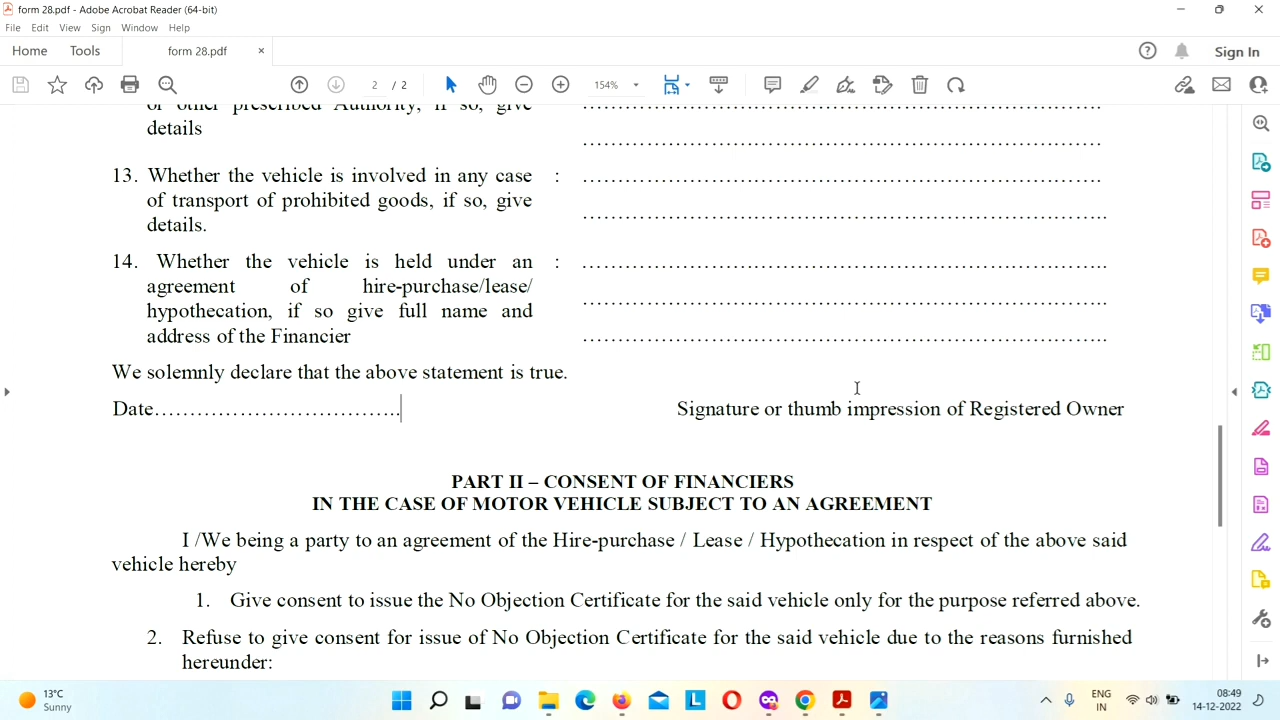 form 28.pdf - Adobe Acrobat Reader (64-bit)
File Edit View Sign Window Help
Home Tools form 28.pdf × Sign In
2 / 2 154%
or other prescribed Authority, if so, give ……………………………………………………………….
details ……………………………………………………………….
13. Whether the vehicle is involved in any case : ……………………………………………………………….
of transport of prohibited goods, if so, give ………………………………………………………………..
details.
14. Whether the vehicle is held under an : ………………………………………………………………..
agreement of hire-purchase/lease/ ………………………………………………………………..
hypothecation, if so give full name and
address of the Financier ………………………………………………………………..
We solemnly declare that the above statement is true.
Date…………………………….. Signature or thumb impression of Registered Owner
PART II – CONSENT OF FINANCIERS
IN THE CASE OF MOTOR VEHICLE SUBJECT TO AN AGREEMENT
I /We being a party to an agreement of the Hire-purchase / Lease / Hypothecation in respect of the above said
vehicle hereby
1. Give consent to issue the No Objection Certificate for the said vehicle only for the purpose referred above.
2. Refuse to give consent for issue of No Objection Certificate for the said vehicle due to the reasons furnished
hereunder:
13°C
Sunny
ENG
IN
08:49
14-12-2022